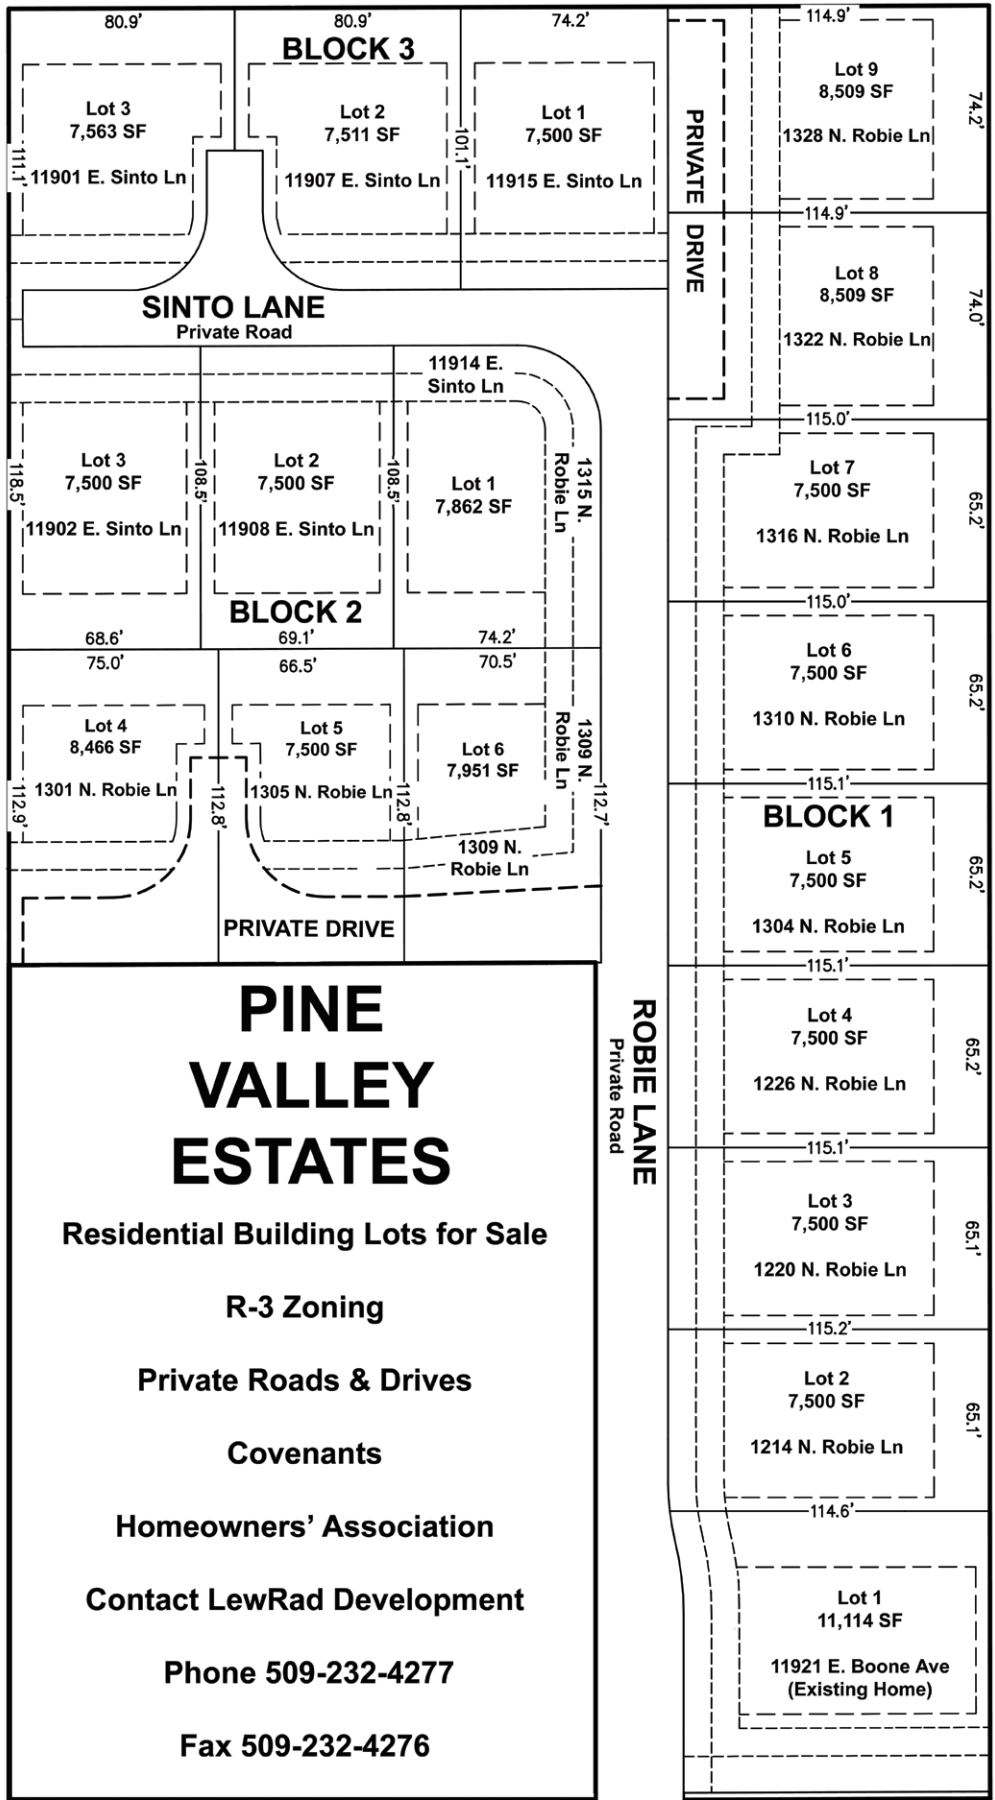 80.9'
80.9'
74.2'
114.9'
BLOCK 3
Lot 3
7,563 SF
11901 E. Sinto Ln
111.1'
Lot 2
7,511 SF
11907 E. Sinto Ln
101.1'
Lot 1
7,500 SF
11915 E. Sinto Ln
PRIVATE DRIVE
Lot 9
8,509 SF
1328 N. Robie Ln
74.2'
114.9'
Lot 8
8,509 SF
1322 N. Robie Ln
74.0'
115.0'
SINTO LANE
Private Road
11914 E.
Sinto Ln
118.5'
Lot 3
7,500 SF
11902 E. Sinto Ln
108.5'
Lot 2
7,500 SF
11908 E. Sinto Ln
108.5'
Lot 1
7,862 SF
1315 N.
Robie Ln
BLOCK 2
68.6'
69.1'
74.2'
75.0'
66.5'
70.5'
Lot 4
8,466 SF
1301 N. Robie Ln
112.9'
112.8'
Lot 5
7,500 SF
1305 N. Robie Ln
112.8'
Lot 6
7,951 SF
1309 N.
Robie Ln
112.7'
1309 N.
Robie Ln
PRIVATE DRIVE
Lot 7
7,500 SF
1316 N. Robie Ln
65.2'
115.0'
Lot 6
7,500 SF
1310 N. Robie Ln
65.2'
115.1'
BLOCK 1
Lot 5
7,500 SF
1304 N. Robie Ln
65.2'
115.1'
Lot 4
7,500 SF
1226 N. Robie Ln
65.2'
115.1'
Lot 3
7,500 SF
1220 N. Robie Ln
65.1'
115.2'
Lot 2
7,500 SF
1214 N. Robie Ln
65.1'
114.6'
Lot 1
11,114 SF
11921 E. Boone Ave
(Existing Home)
ROBIE LANE
Private Road
PINE
VALLEY
ESTATES
Residential Building Lots for Sale
R-3 Zoning
Private Roads & Drives
Covenants
Homeowners’ Association
Contact LewRad Development
Phone 509-232-4277
Fax 509-232-4276